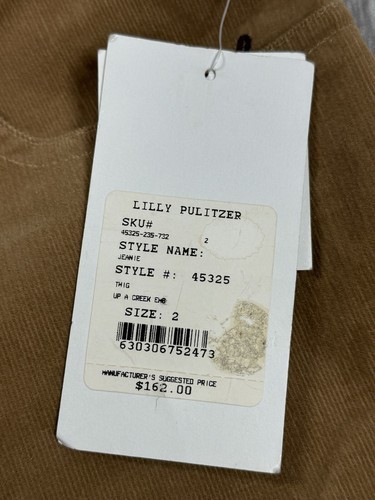 LILLY PULITZER
SKU#
45325-235-732 2
STYLE NAME:
JEANIE
STYLE #: 45325
TWIG
UP A CREEK EMB
SIZE: 2
630306752473
MANUFACTURER'S SUGGESTED PRICE
$162.00